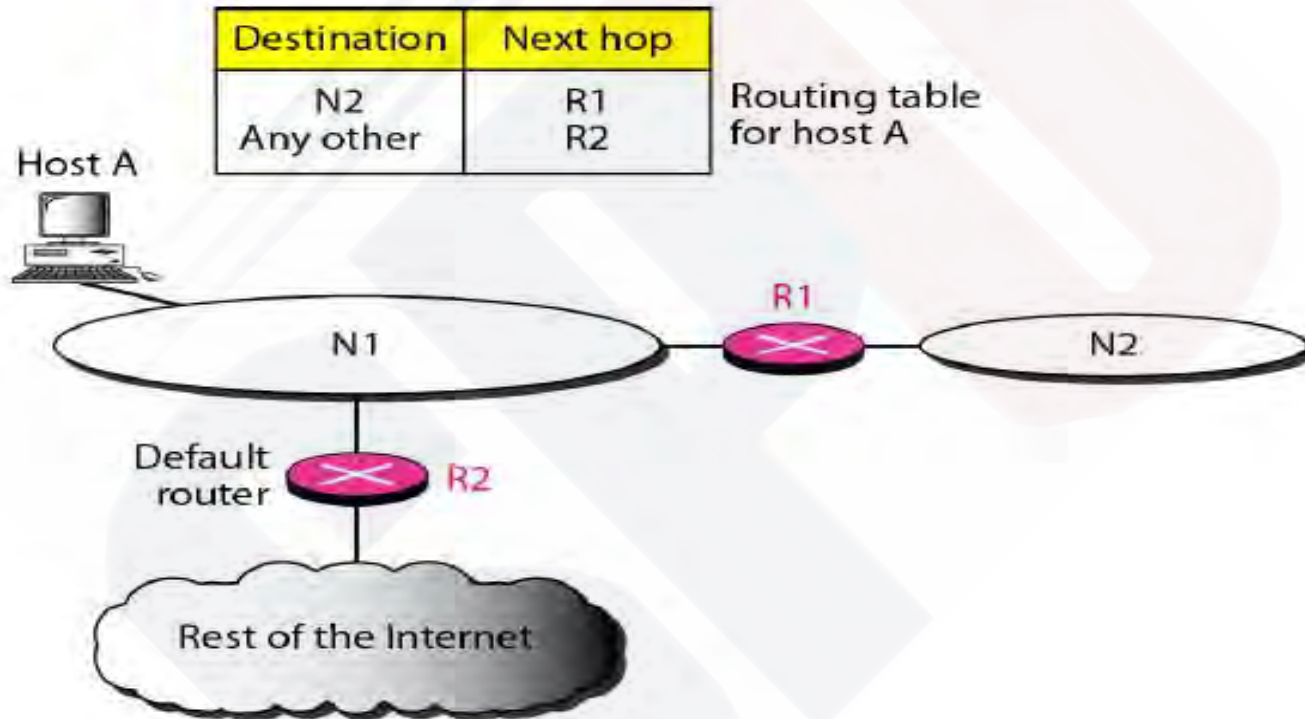 Destination Next hop
N2 R1
Any other R2
Routing table
for host A
Host A
N1
R1
N2
Default
router
R2
Rest of the Internet